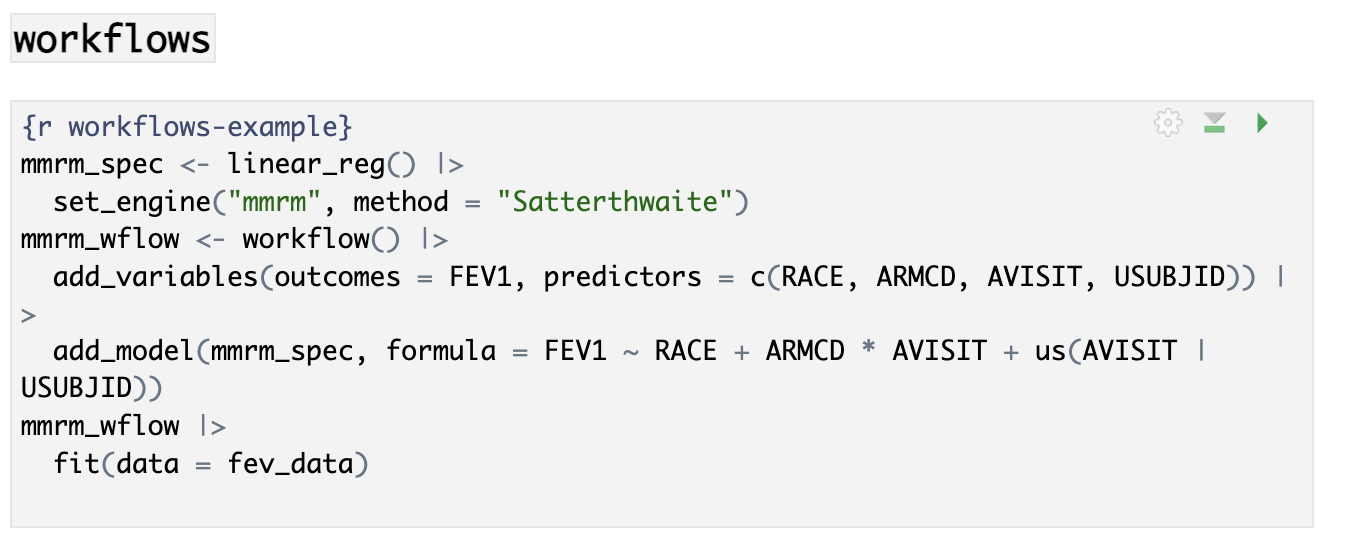 workflows
{r workflows-example}
mmrm_spec <- linear_reg() |>
  set_engine("mmrm", method = "Satterthwaite")
mmrm_wflow <- workflow() |>
  add_variables(outcomes = FEV1, predictors = c(RACE, ARMCD, AVISIT, USUBJID)) |
>
  add_model(mmrm_spec, formula = FEV1 ~ RACE + ARMCD * AVISIT + us(AVISIT |
USUBJID))
mmrm_wflow |>
  fit(data = fev_data)